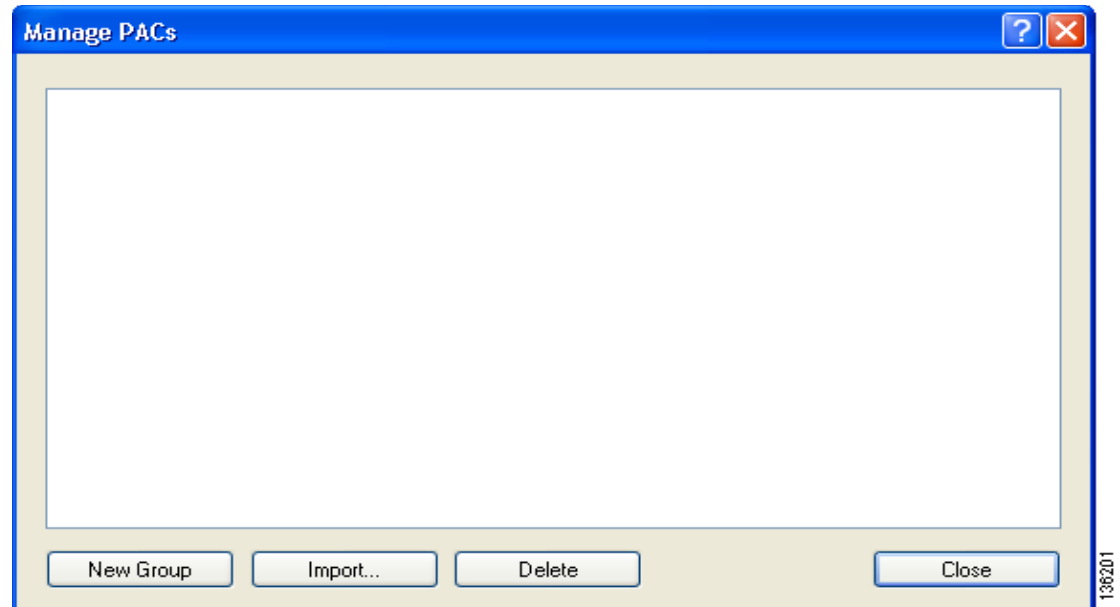 Manage PACs
?
New Group
Import...
Delete
Close
136201